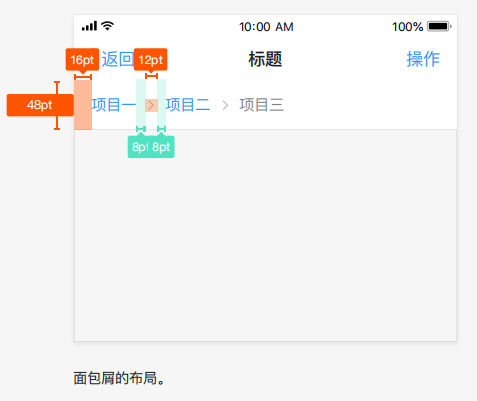 10:00 AM 100%
16pt 返回 12pt 标题 操作
48pt 项目一 项目二 项目三
8pt 8pt
面包屑的布局。